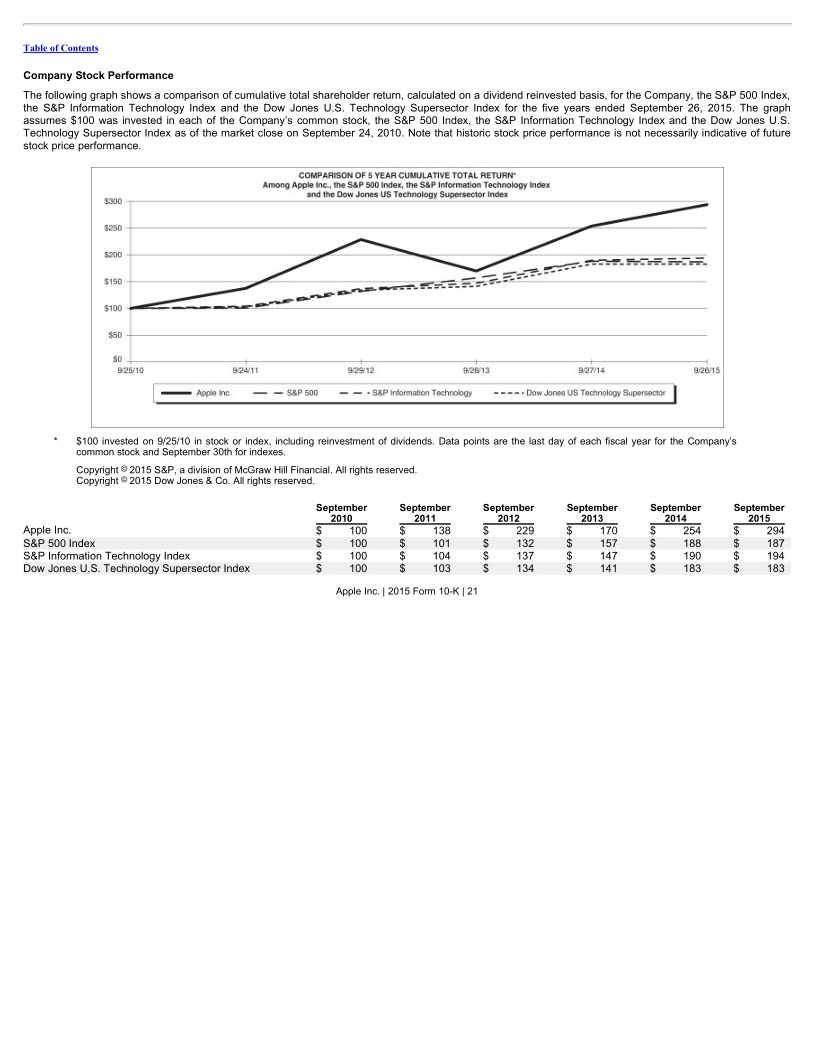 Table of Contents
Company Stock Performance
The following graph shows a comparison of cumulative total shareholder return, calculated on a dividend reinvested basis, for the Company, the S&P 500 Index,
the S&P Information Technology Index and the Dow Jones U.S. Technology Supersector Index for the five years ended September 26, 2015. The graph
assumes $100 was invested in each of the Company's common stock, the S&P 500 Index, the S&P Information Technology Index and the Dow Jones U.S.
Technology Supersector Index as of the market close on September 24, 2010. Note that historic stock price performance is not necessarily indicative of future
stock price performance.
COMPARISON OF 5 YEAR CUMULATIVE TOTAL RETURN*
Among Apple Inc., the S&P 500 Index, the S&P Information Technology Index
and the Dow Jones US Technology Supersector Index
$300
$250
$200
$150
$100
$50
$0
9/25/10 9/24/11 9/29/12 9/28/13 9/27/14 9/26/15
Apple Inc. S&P 500 S&P Information Technology Dow Jones US Technology Supersector
* $100 invested on 9/25/10 in stock or index, including reinvestment of dividends. Data points are the last day of each fiscal year for the Company's
common stock and September 30th for indexes.
Copyright © 2015 S&P, a division of McGraw Hill Financial. All rights reserved.
Copyright © 2015 Dow Jones & Co. All rights reserved.
September September September September September September
2010 2011 2012 2013 2014 2015
Apple Inc. $ 100 $ 138 $ 229 $ 170 $ 254 $ 294
S&P 500 Index $ 100 $ 101 $ 132 $ 157 $ 188 $ 187
S&P Information Technology Index $ 100 $ 104 $ 137 $ 147 $ 190 $ 194
Dow Jones U.S. Technology Supersector Index $ 100 $ 103 $ 134 $ 141 $ 183 $ 183
Apple Inc. | 2015 Form 10-K | 21